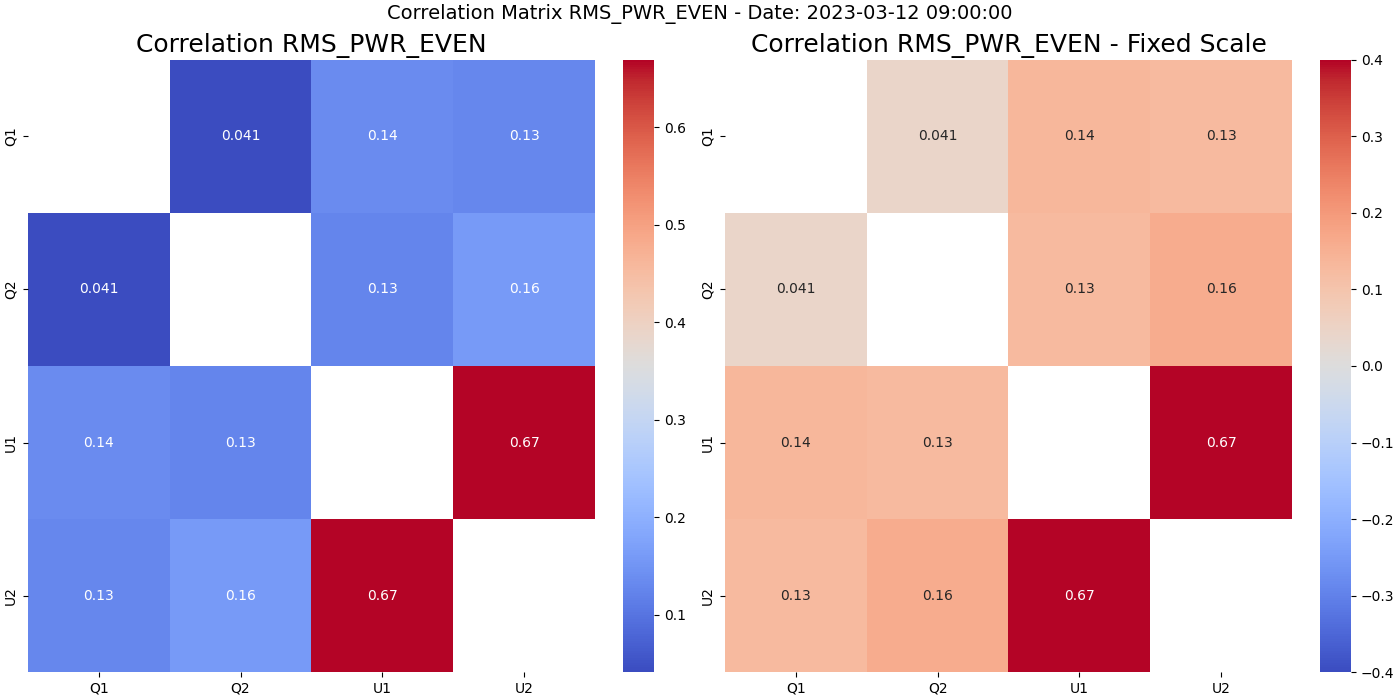 Correlation Matrix RMS_PWR_EVEN - Date: 2023-03-12 09:00:00
Correlation RMS_PWR_EVEN
Q1
0.041
0.14
0.13
Q2
0.041
0.13
0.16
U1
0.14
0.13
0.67
U2
0.13
0.16
0.67
Q1
Q2
U1
U2
0.6
0.5
0.4
0.3
0.2
0.1
Correlation RMS_PWR_EVEN - Fixed Scale
Q1
0.041
0.14
0.13
Q2
0.041
0.13
0.16
U1
0.14
0.13
0.67
U2
0.13
0.16
0.67
Q1
Q2
U1
U2
0.4
0.3
0.2
0.1
0.0
−0.1
−0.2
−0.3
−0.4